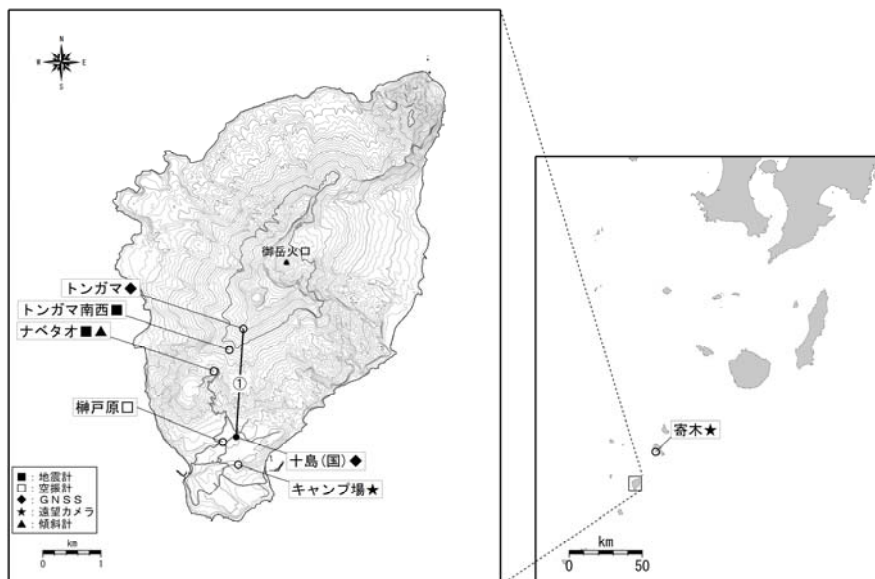 N
W E
S
御岳火口
トンガマ◆
トンガマ南西■
ナベタオ■▲
①
榊戸原□
十島(国)◆
キャンプ場★
■：地震計
□：空振計
◆：GNSS
★：遠望カメラ
▲：傾斜計
km
0 1
寄木★
km
0 50